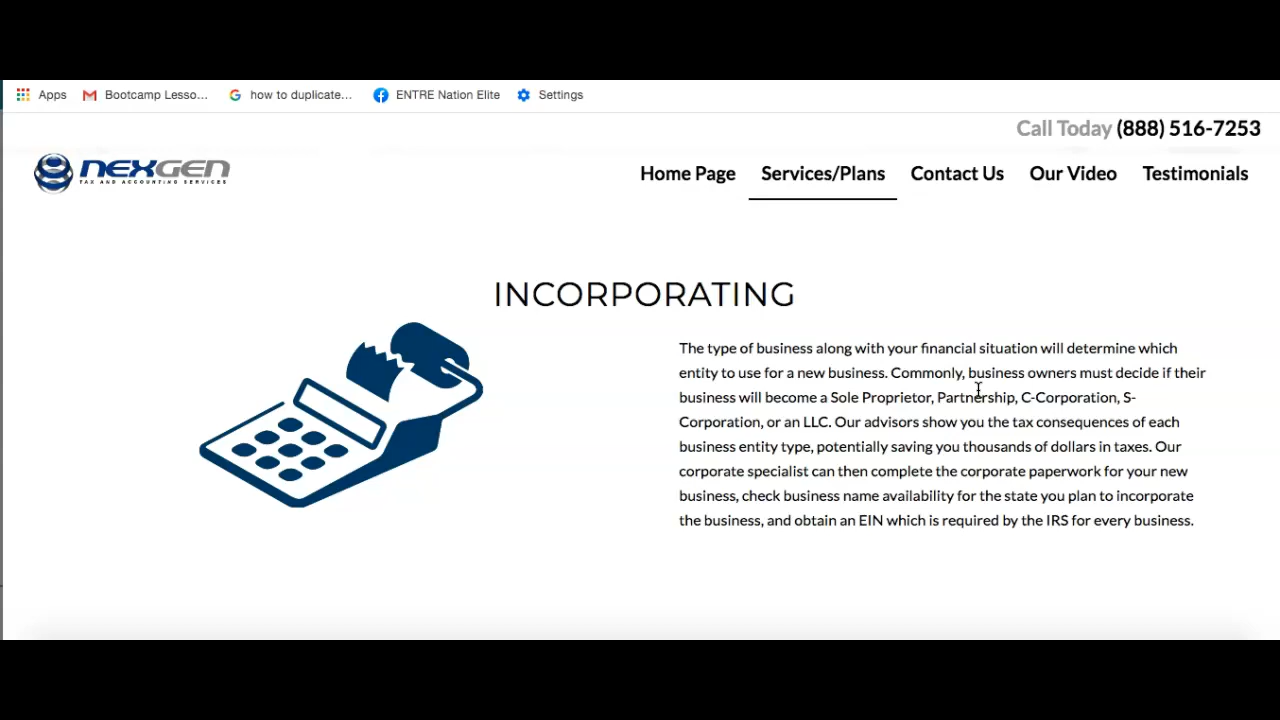 Apps Bootcamp Lesso... how to duplicate... ENTRE Nation Elite Settings
Call Today (888) 516-7253
NEXGEN
TAX AND ACCOUNTING SERVICES
Home Page Services/Plans Contact Us Our Video Testimonials
INCORPORATING
The type of business along with your financial situation will determine which
entity to use for a new business. Commonly, business owners must decide if their
business will become a Sole Proprietor, Partnership, C-Corporation, S-
Corporation, or an LLC. Our advisors show you the tax consequences of each
business entity type, potentially saving you thousands of dollars in taxes. Our
corporate specialist can then complete the corporate paperwork for your new
business, check business name availability for the state you plan to incorporate
the business, and obtain an EIN which is required by the IRS for every business.